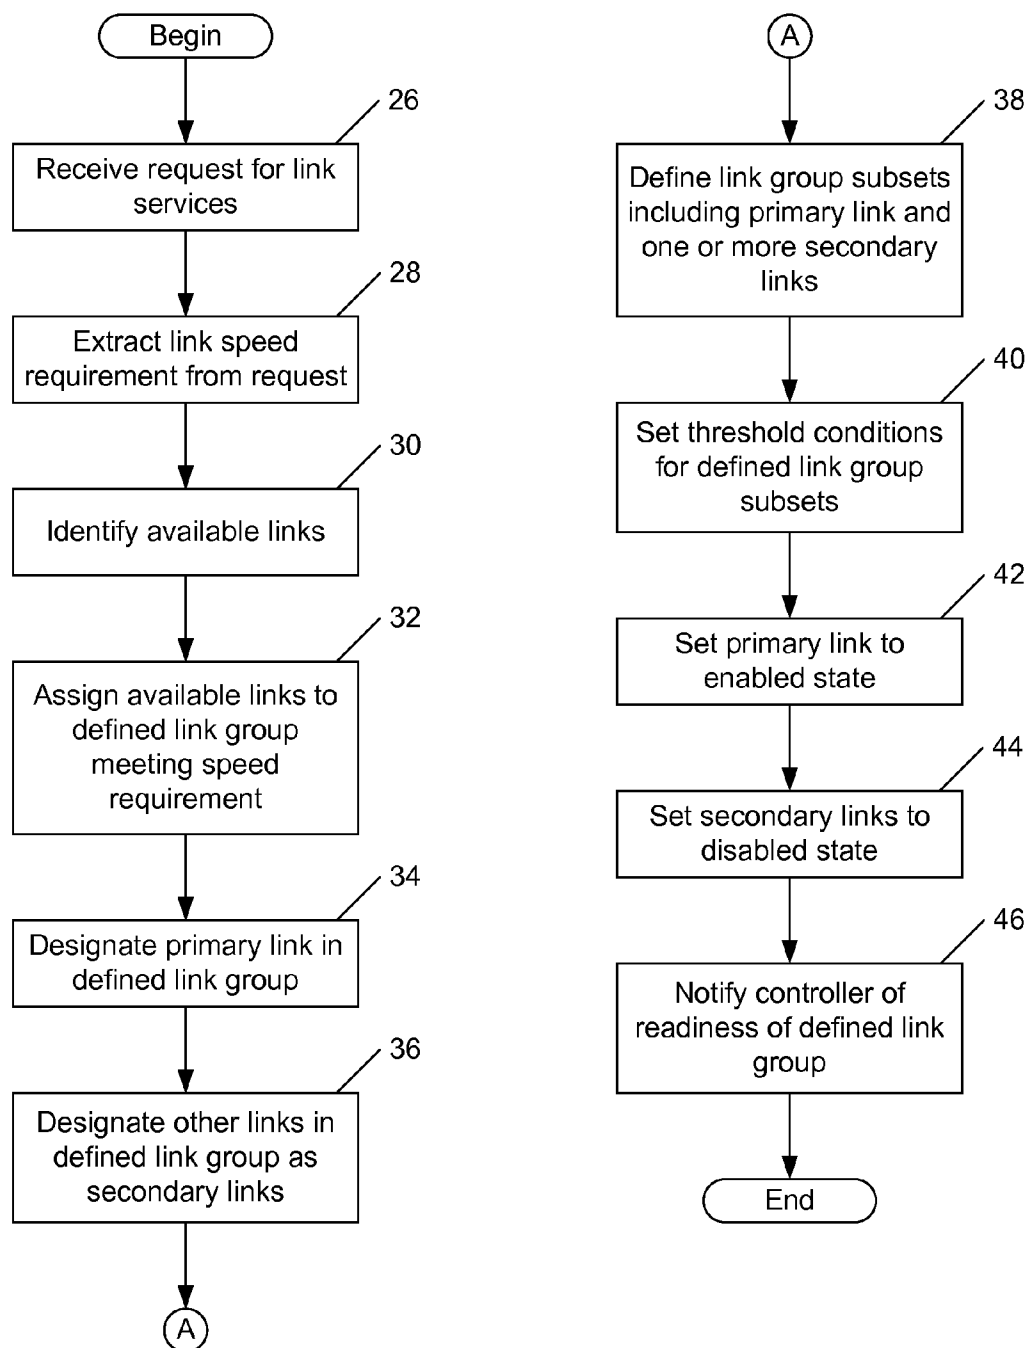 Begin
26
Receive request for link
services
28
Extract link speed
requirement from request
30
Identify available links
32
Assign available links to
defined link group
meeting speed
requirement
34
Designate primary link in
defined link group
36
Designate other links in
defined link group as
secondary links
A
A
38
Define link group subsets
including primary link and
one or more secondary
links
40
Set threshold conditions
for defined link group
subsets
42
Set primary link to
enabled state
44
Set secondary links to
disabled state
46
Notify controller of
readiness of defined link
group
End